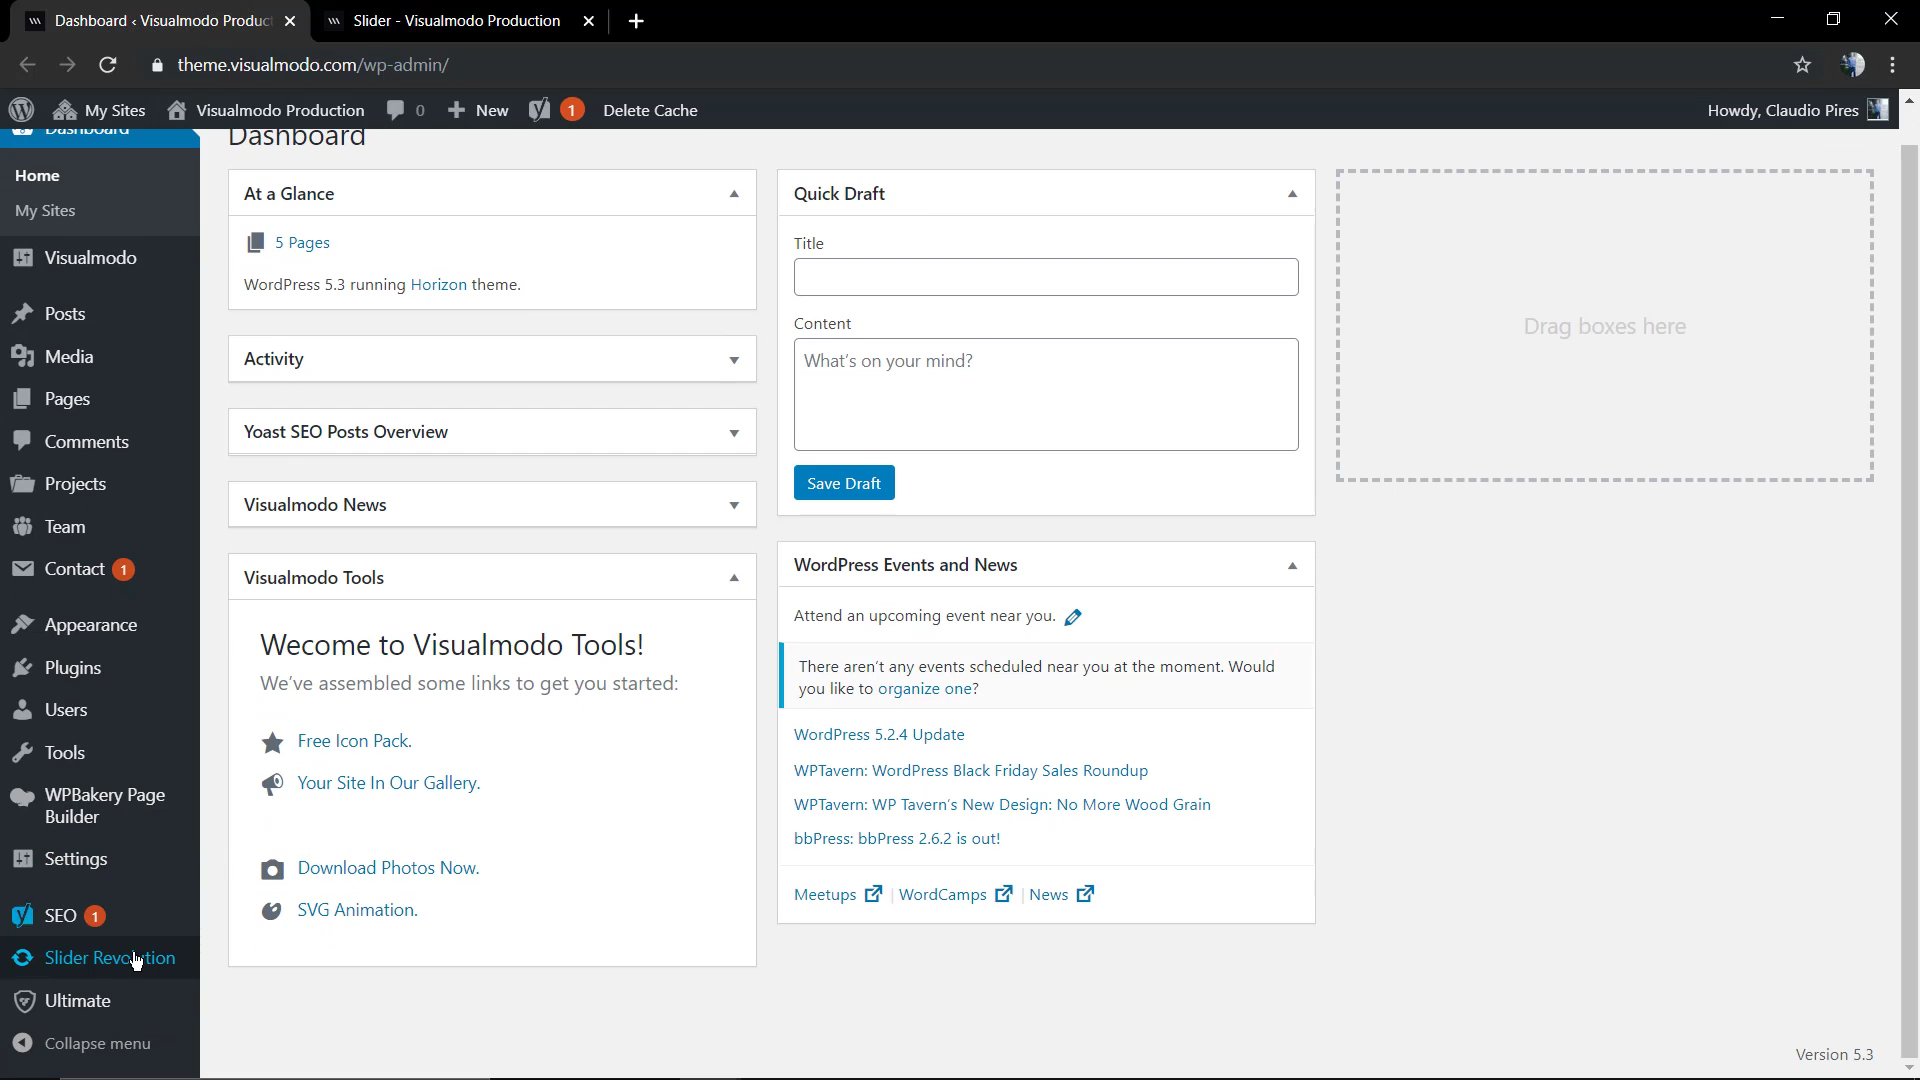 Dashboard ‹ Visualmodo Produc
Slider - Visualmodo Production
theme.visualmodo.com/wp-admin/
My Sites
Visualmodo Production
0
New
1
Delete Cache
Howdy, Claudio Pires
Dashboard
Home
My Sites
Visualmodo
Posts
Media
Pages
Comments
Projects
Team
Contact 1
Appearance
Plugins
Users
Tools
WPBakery Page
Builder
Settings
SEO 1
Slider Revolution
Ultimate
Collapse menu
Dashboard
At a Glance
5 Pages
WordPress 5.3 running Horizon theme.
Activity
Yoast SEO Posts Overview
Visualmodo News
Visualmodo Tools
Wecome to Visualmodo Tools!
We've assembled some links to get you started:
Free Icon Pack.
Your Site In Our Gallery.
Download Photos Now.
SVG Animation.
Quick Draft
Title
Content
What's on your mind?
Save Draft
WordPress Events and News
Attend an upcoming event near you.
There aren't any events scheduled near you at the moment. Would
you like to organize one?
WordPress 5.2.4 Update
WPTavern: WordPress Black Friday Sales Roundup
WPTavern: WP Tavern's New Design: No More Wood Grain
bbPress: bbPress 2.6.2 is out!
Meetups | WordCamps | News
Drag boxes here
Version 5.3